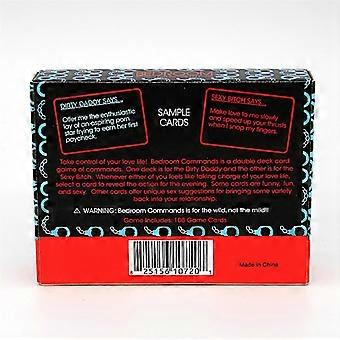 BEDROOM
DIRTY DADDY SAYS...
Offer me the enthusiastic
lay of an aspiring porn
star trying to earn her first
paycheck.
SAMPLE
CARDS
SEXY BITCH SAYS...
Make love to me slowly
and speed up your thrusts
when I snap my fingers.
Take control of your love life! Bedroom Commands is a double deck card
game of commands. One deck is for the Dirty Daddy and the other is for the
Sexy Bitch. Whenever either of you feels like taking charge of your love life,
select a card to reveal the action for the evening. Some cards are funny, fun,
and sexy. Other cards offer unique sex suggestions for bringing some variety
back into your relationship.
WARNING: Bedroom Commands is for the wild, not the mild!!
Game Includes: 108 Game Cards
8 25156 10720
Made in China